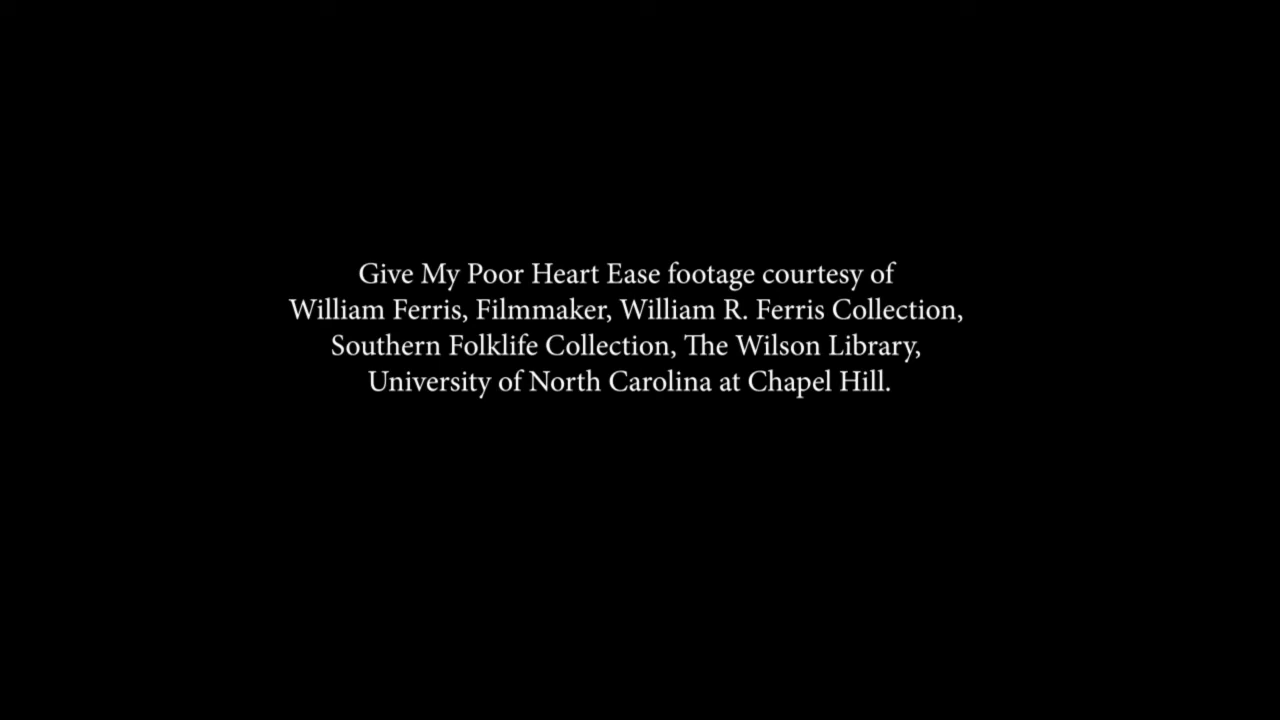 Give My Poor Heart Ease footage courtesy of
William Ferris, Filmmaker, William R. Ferris Collection,
Southern Folklife Collection, The Wilson Library,
University of North Carolina at Chapel Hill.